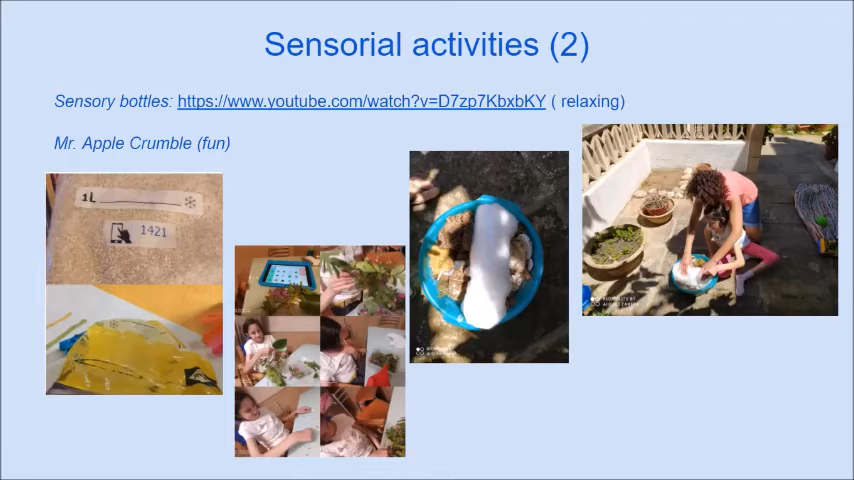 Sensorial activities (2)
Sensory bottles: https://www.youtube.com/watch?v=D7zp7KbxbKY ( relaxing)
Mr. Apple Crumble (fun)
1L
1421